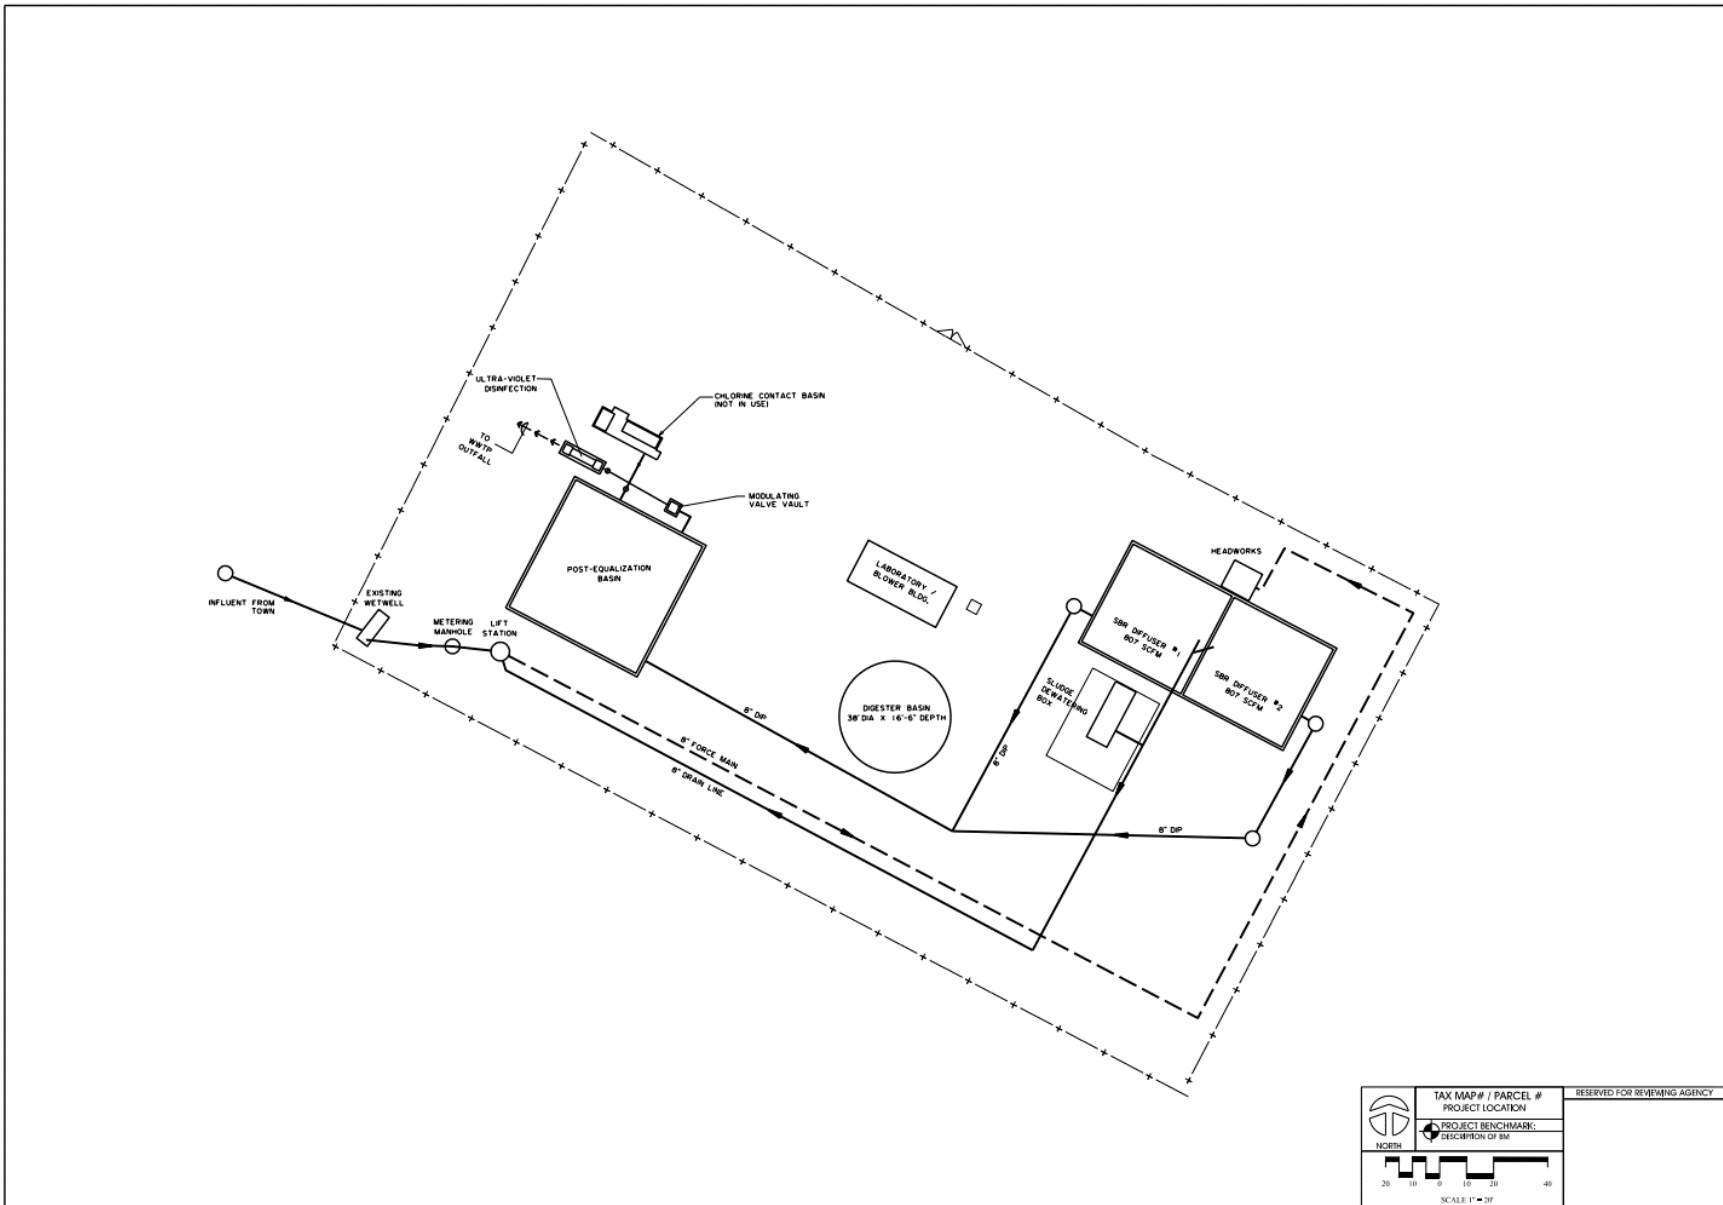 ULTRA-VIOLET
DISINFECTION
CHLORINE CONTACT BASIN
(NOT IN USE)
TO
WWTP
OUTFALL
MODULATING
VALVE VAULT
POST-EQUALIZATION
BASIN
LABORATORY /
BLOWER BLDG.
HEADWORKS
INFLUENT FROM
TOWN
EXISTING
WETWELL
METERING
MANHOLE
LIFT
STATION
SBR DIFFUSER #1
807 SCFM
SBR DIFFUSER #2
807 SCFM
SLUDGE
DEWATERING
BOX
DIGESTER BASIN
38' DIA X 16'-6" DEPTH
8" DIP
8" DIP
8" DIP
8" FORCE MAIN
8" DRAIN LINE
NORTH
TAX MAP# / PARCEL #
PROJECT LOCATION
PROJECT BENCHMARK:
DESCRIPTION OF BM
RESERVED FOR REVIEWING AGENCY
20 10 0 10 20 40
SCALE 1" = 20'